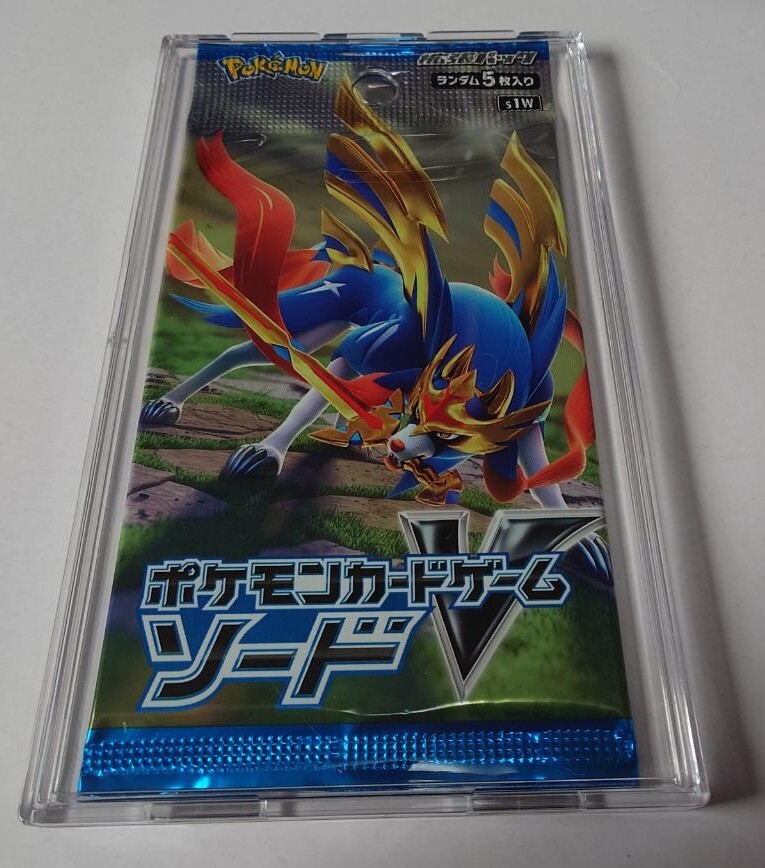 POKéMON
拡張パック
ランダム5枚入り
s1W
ポケモンカードゲーム
ソード
V